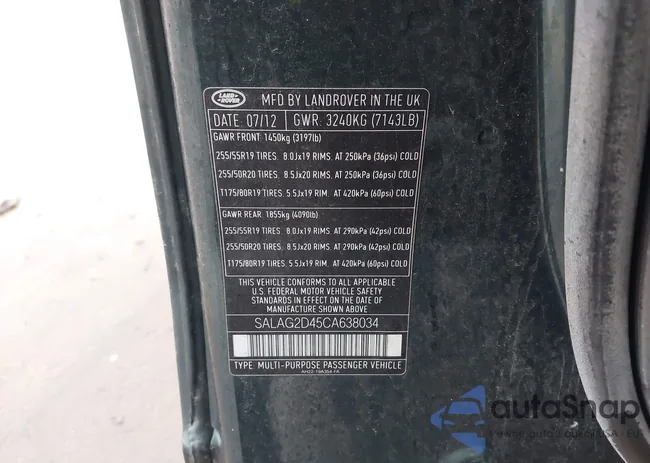 LAND ROVER
MFD BY LANDROVER IN THE UK
DATE: 07/12 GWR: 3240KG (7143LB)
GAWR FRONT: 1450kg (3197lb)
255/55R19 TIRES. 8.0Jx19 RIMS. AT 250kPa (36psi) COLD
255/50R20 TIRES. 8.5Jx20 RIMS. AT 250kPa (36psi) COLD
T175/80R19 TIRES. 5.5Jx19 RIM. AT 420kPa (60psi) COLD
GAWR REAR: 1855kg (4090lb)
255/55R19 TIRES. 8.0Jx19 RIMS. AT 290kPa (42psi) COLD
255/50R20 TIRES. 8.5Jx20 RIMS. AT 290kPa (42psi) COLD
T175/80R19 TIRES. 5.5Jx19 RIM. AT 420kPa (60psi) COLD
THIS VEHICLE CONFORMS TO ALL APPLICABLE
U.S. FEDERAL MOTOR VEHICLE SAFETY
STANDARDS IN EFFECT ON THE DATE OF
MANUFACTURE SHOWN ABOVE
SALAG2D45CA638034
TYPE: MULTI-PURPOSE PASSENGER VEHICLE
AH22-19A354-FA
autoSnap